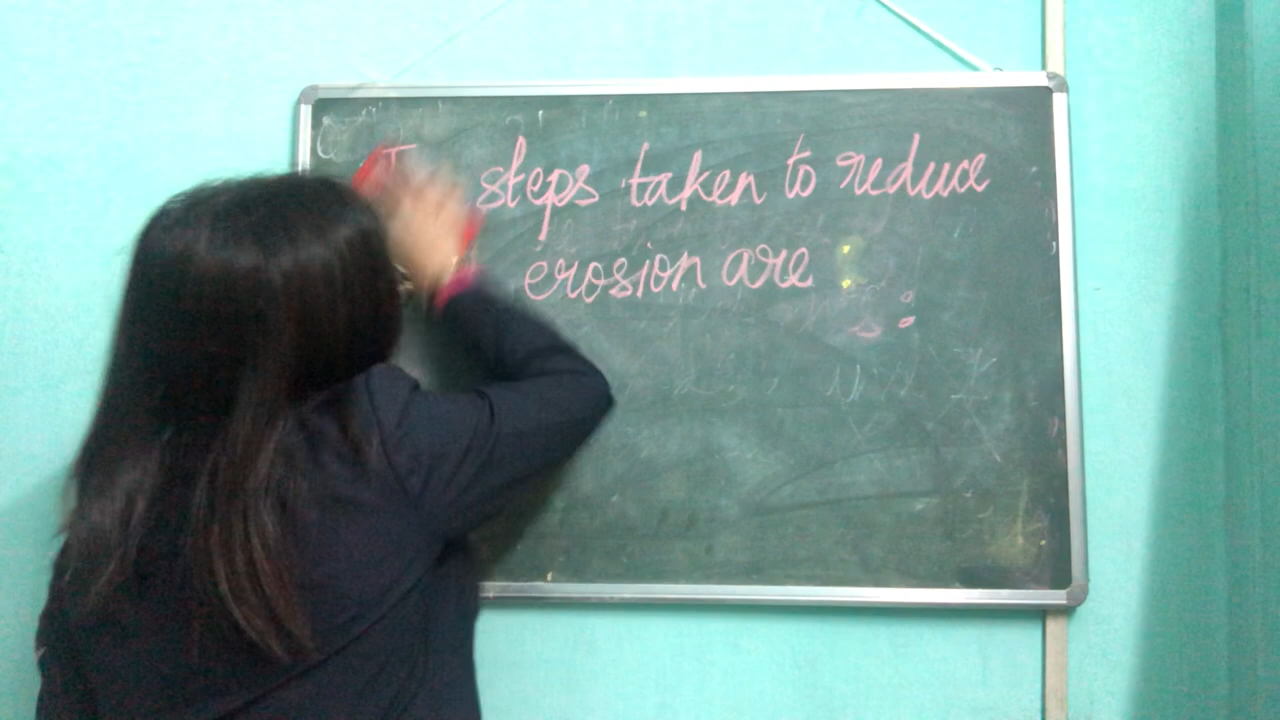 steps taken to reduce
erosion are :